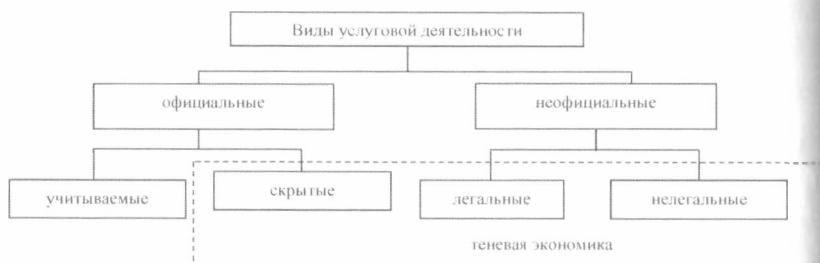 Виды услуговой деятельности
официальные
неофициальные
учитываемые
скрытые
легальные
нелегальные
теневая экономика